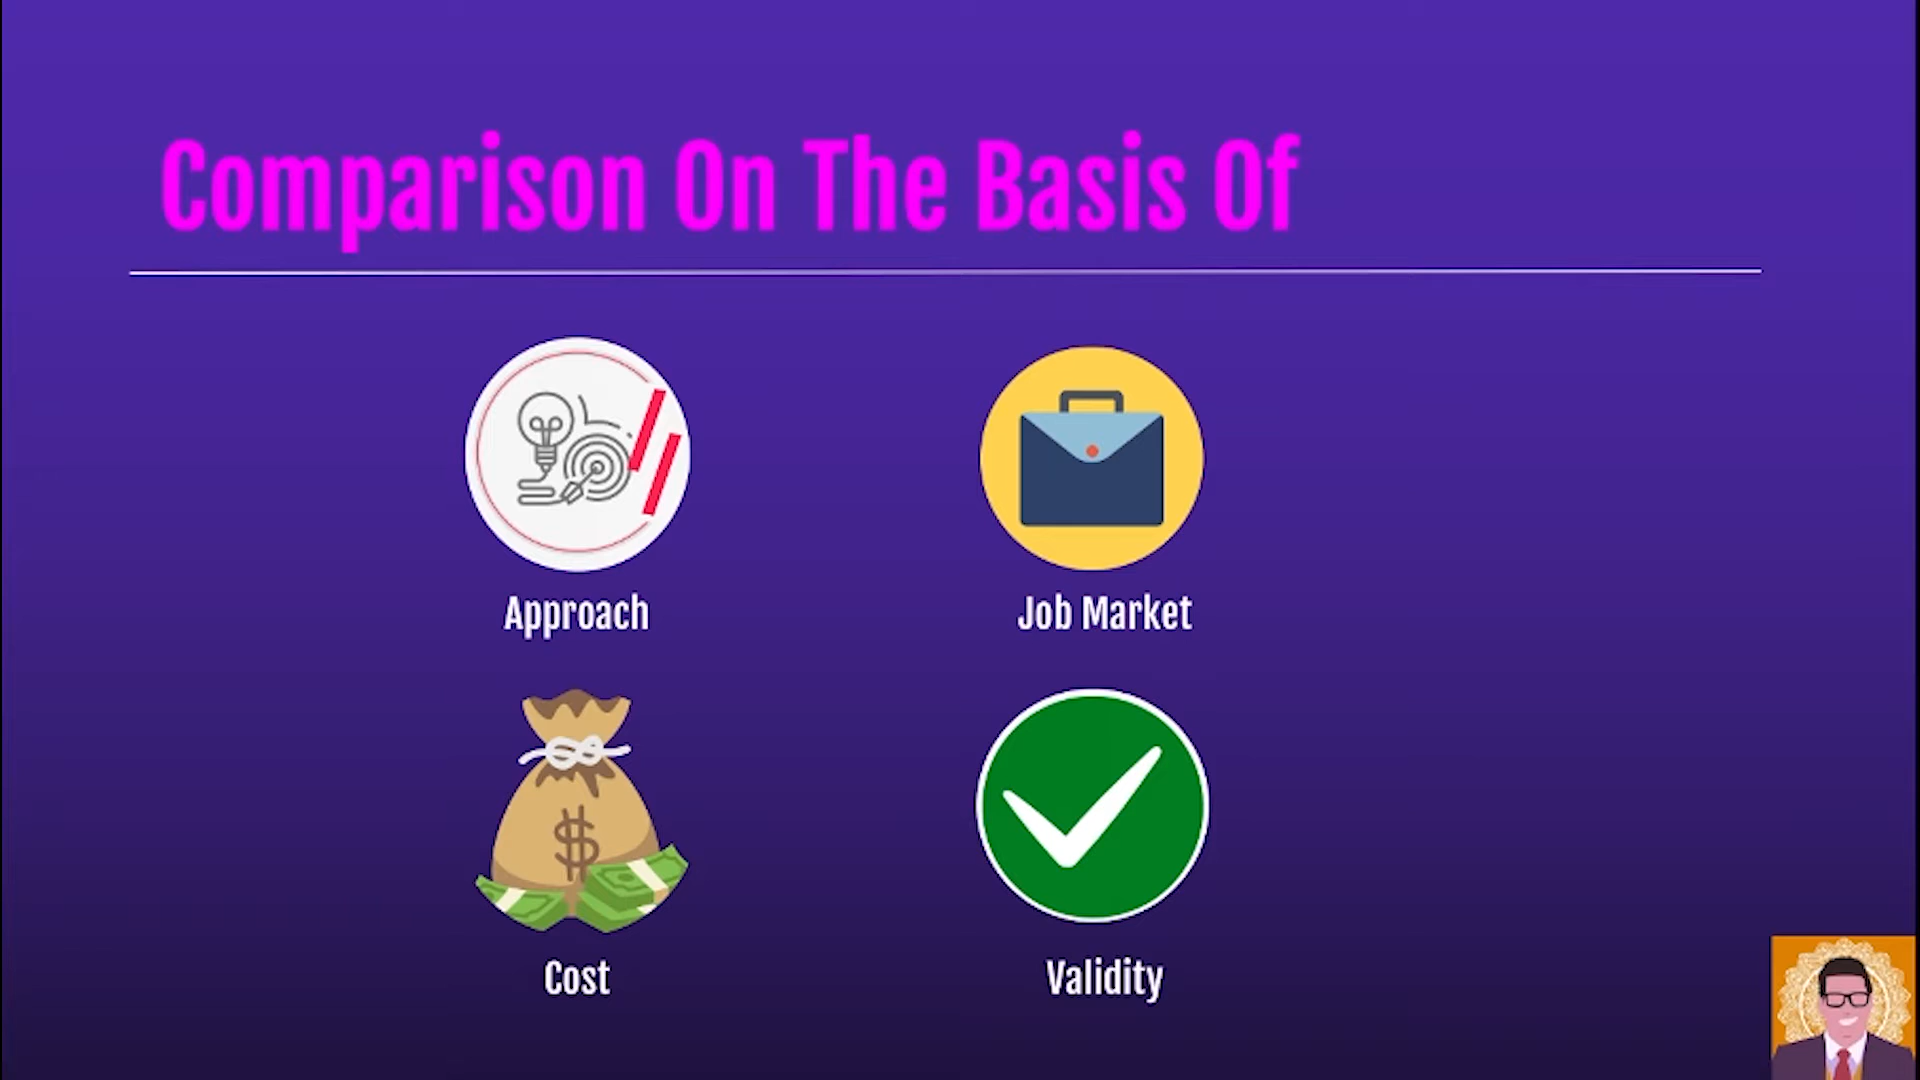 Comparison On The Basis Of
Approach
Job Market
$
Cost
Validity